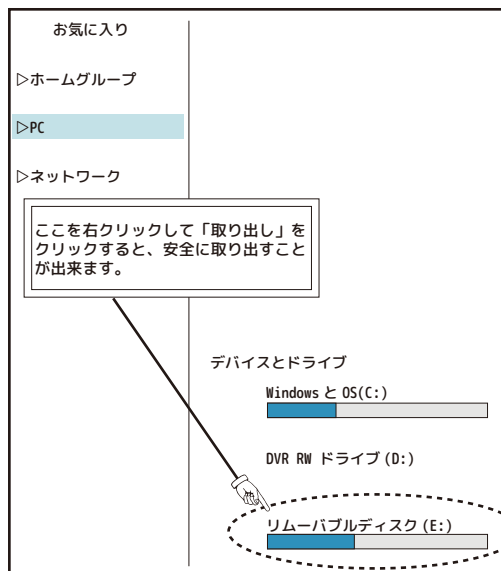 お気に入り
▷ホームグループ
▷PC
▷ネットワーク
ここを右クリックして「取り出し」を
クリックすると、安全に取り出すこと
が出来ます。
デバイスとドライブ
Windows と OS(C:)
DVR RW ドライブ (D:)
リムーバブルディスク (E:)